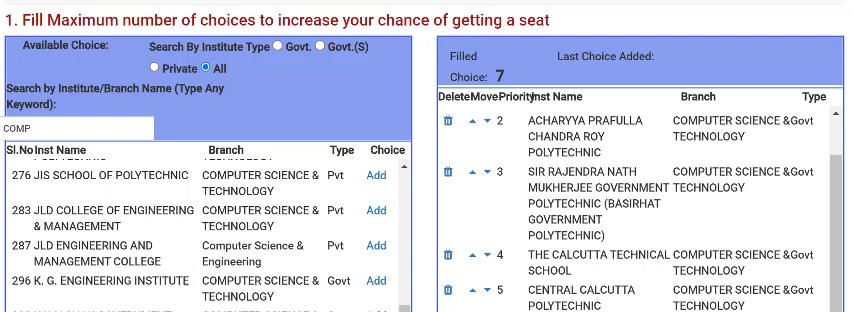 1. Fill Maximum number of choices to increase your chance of getting a seat
Available Choice:
Search By Institute Type Govt. Govt.(S)
Private All
Search by Institute/Branch Name (Type Any
Keyword):
COMP
Sl.No Inst Name Branch Type Choice
TECHNOLOGY
276 JIS SCHOOL OF POLYTECHNIC COMPUTER SCIENCE & Pvt Add
TECHNOLOGY
283 JLD COLLEGE OF ENGINEERING COMPUTER SCIENCE & Pvt Add
& MANAGEMENT TECHNOLOGY
287 JLD ENGINEERING AND Computer Science & Pvt Add
MANAGEMENT COLLEGE Engineering
296 K. G. ENGINEERING INSTITUTE COMPUTER SCIENCE & Govt Add
TECHNOLOGY
Filled Last Choice Added:
Choice: 7
Delete Move Priority Inst Name Branch Type
2 ACHARYYA PRAFULLA COMPUTER SCIENCE & Govt
CHANDRA ROY TECHNOLOGY
POLYTECHNIC
3 SIR RAJENDRA NATH COMPUTER SCIENCE & Govt
MUKHERJEE GOVERNMENT TECHNOLOGY
POLYTECHNIC (BASIRHAT
GOVERNMENT
POLYTECHNIC)
4 THE CALCUTTA TECHNICAL COMPUTER SCIENCE & Govt
SCHOOL TECHNOLOGY
5 CENTRAL CALCUTTA COMPUTER SCIENCE & Govt
POLYTECHNIC TECHNOLOGY